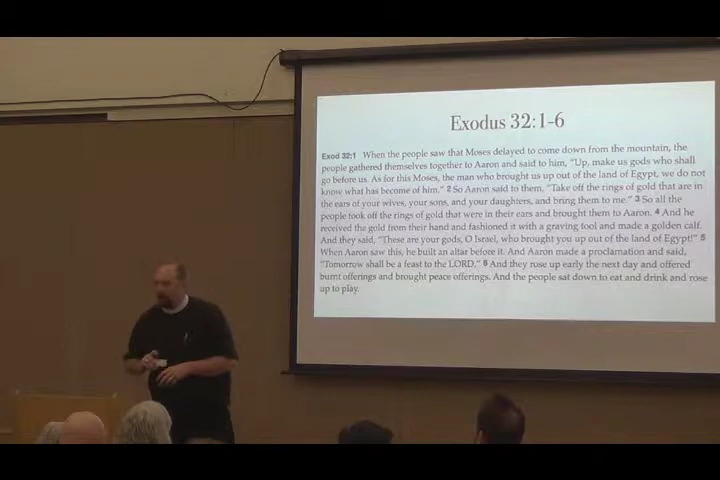 Exodus 32:1-6
Exod 32:1 When the people saw that Moses delayed to come down from the mountain, the
people gathered themselves together to Aaron and said to him, “Up, make us gods who shall
go before us. As for this Moses, the man who brought us up out of the land of Egypt, we do not
know what has become of him.” 2 So Aaron said to them, “Take off the rings of gold that are in
the ears of your wives, your sons, and your daughters, and bring them to me.” 3 So all the
people took off the rings of gold that were in their ears and brought them to Aaron. 4 And he
received the gold from their hand and fashioned it with a graving tool and made a golden calf.
And they said, “These are your gods, O Israel, who brought you up out of the land of Egypt!” 5
When Aaron saw this, he built an altar before it. And Aaron made a proclamation and said,
“Tomorrow shall be a feast to the LORD.” 6 And they rose up early the next day and offered
burnt offerings and brought peace offerings. And the people sat down to eat and drink and rose
up to play.